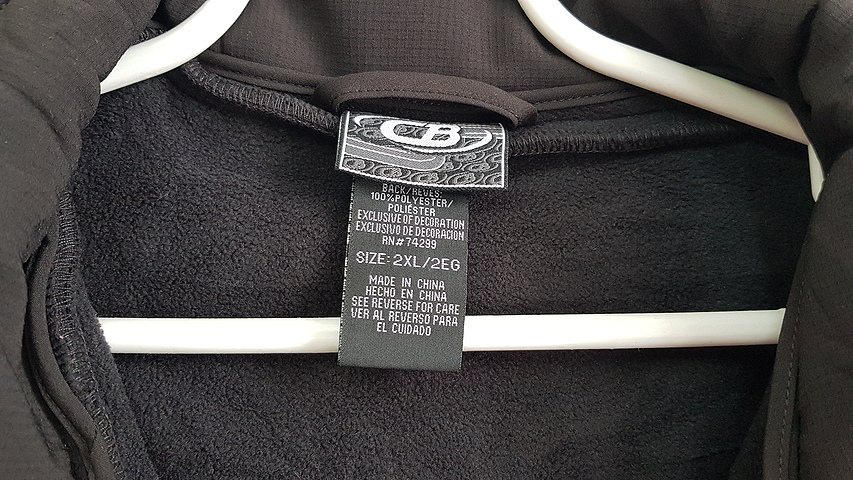 CB
BACK/REVES:
100%POLYESTER/
POLIÉSTER
EXCLUSIVE OF DECORATION
EXCLUSIVO DE DECORACION
RN#74299
SIZE: 2XL/2EG
MADE IN CHINA
HECHO EN CHINA
SEE REVERSE FOR CARE
VER AL REVERSO PARA
EL CUIDADO